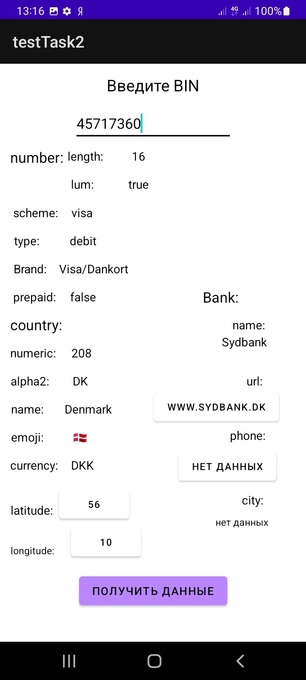 13:16 Я 4G 100%
testTask2
Введите BIN
45717360
number: length: 16
lum: true
scheme: visa
type: debit
Brand: Visa/Dankort
prepaid: false
Bank:
country:
name:
Sydbank
numeric: 208
alpha2: DK
url:
name: Denmark
WWW.SYDBANK.DK
emoji: 🇩🇰
phone:
currency: DKK
НЕТ ДАННЫХ
latitude: 56
city:
нет данных
longitude: 10
ПОЛУЧИТЬ ДАННЫЕ